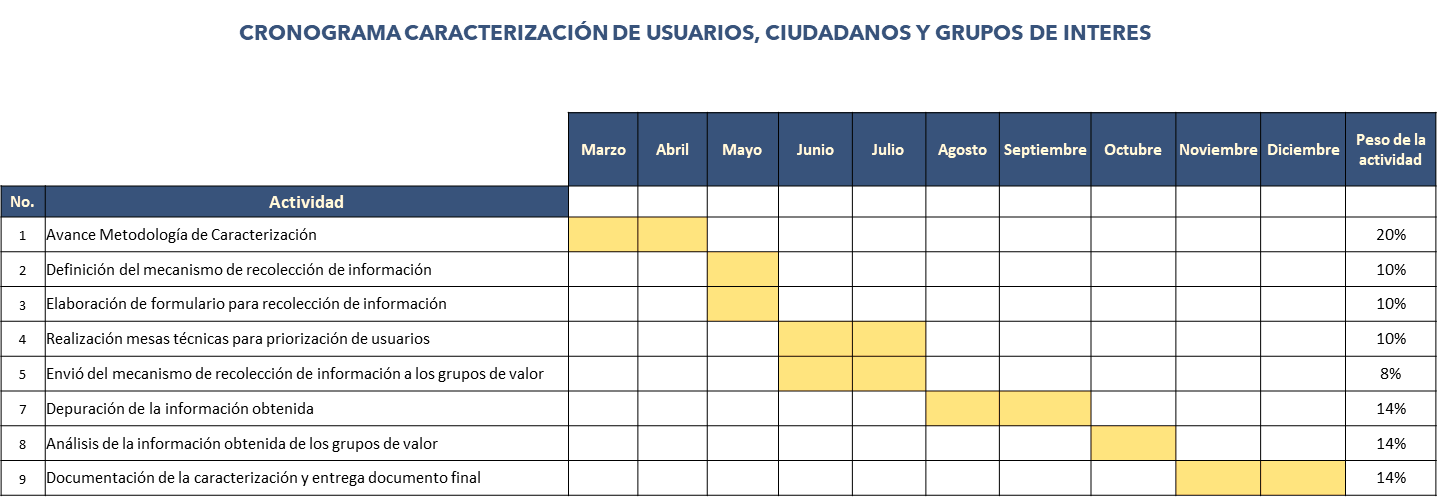 CRONOGRAMA CARACTERIZACIÓN DE USUARIOS, CIUDADANOS Y GRUPOS DE INTERES
Marzo Abril Mayo Junio Julio Agosto Septiembre Octubre Noviembre Diciembre Peso de la actividad
No. Actividad
1 Avance Metodología de Caracterización 20%
2 Definición del mecanismo de recolección de información 10%
3 Elaboración de formulario para recolección de información 10%
4 Realización mesas técnicas para priorización de usuarios 10%
5 Envió del mecanismo de recolección de información a los grupos de valor 8%
7 Depuración de la información obtenida 14%
8 Análisis de la información obtenida de los grupos de valor 14%
9 Documentación de la caracterización y entrega documento final 14%